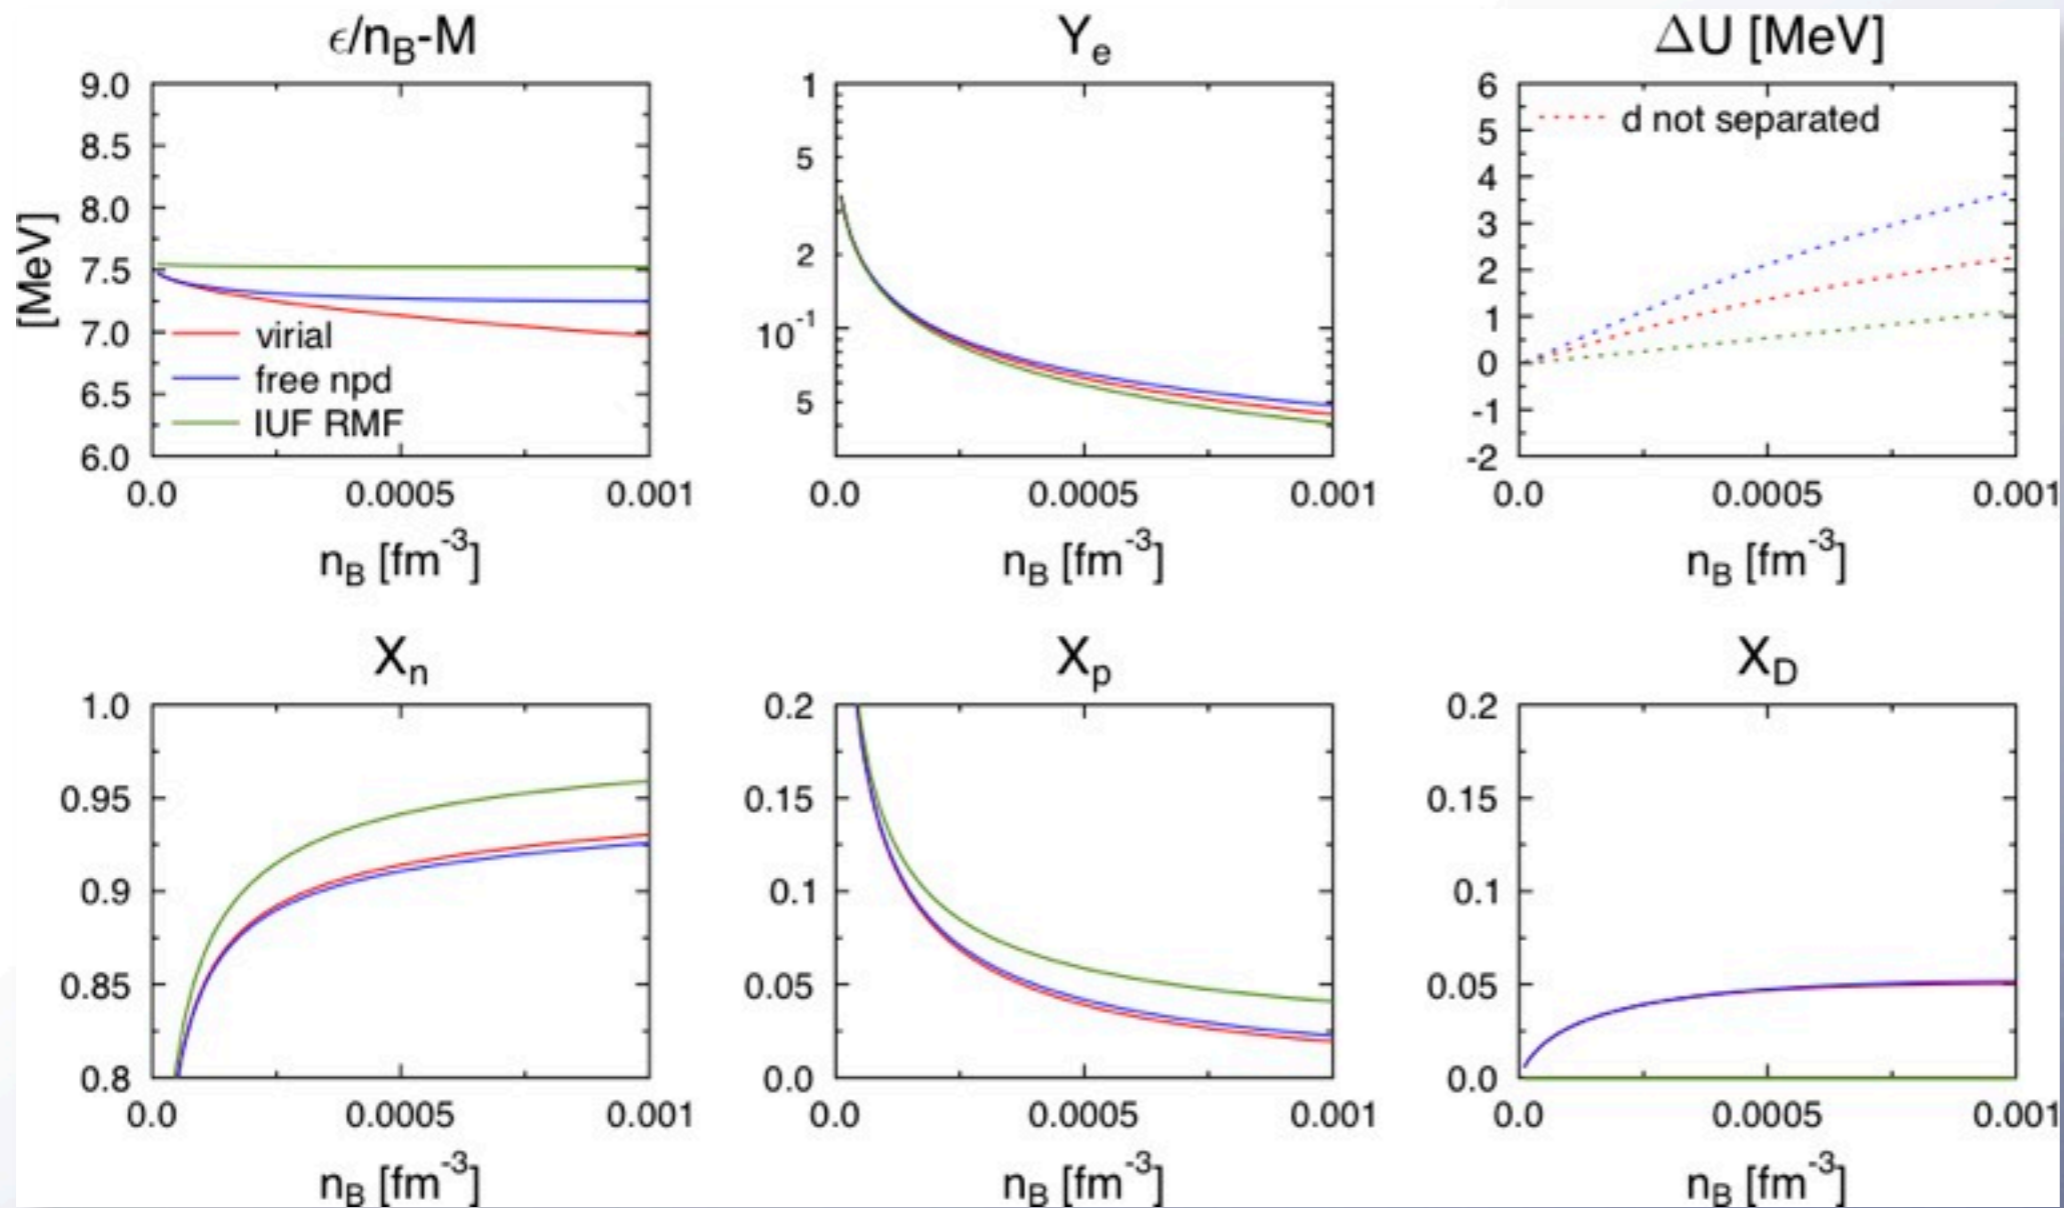 ϵ/n_B-M
Y_e
ΔU [MeV]
9.0
8.5
8.0
7.5
7.0
6.5
6.0
[MeV]
virial
free npd
IUF RMF
0.0 0.0005 0.001
n_B [fm^-3]
1
5
2
10^-1
5
0.0 0.0005 0.001
n_B [fm^-3]
6
5
4
3
2
1
0
-1
-2
d not separated
0.0 0.0005 0.001
n_B [fm^-3]
X_n
X_p
X_D
1.0
0.95
0.9
0.85
0.8
0.0 0.0005 0.001
n_B [fm^-3]
0.2
0.15
0.1
0.05
0.0
0.0 0.0005 0.001
n_B [fm^-3]
0.2
0.15
0.1
0.05
0.0
0.0 0.0005 0.001
n_B [fm^-3]